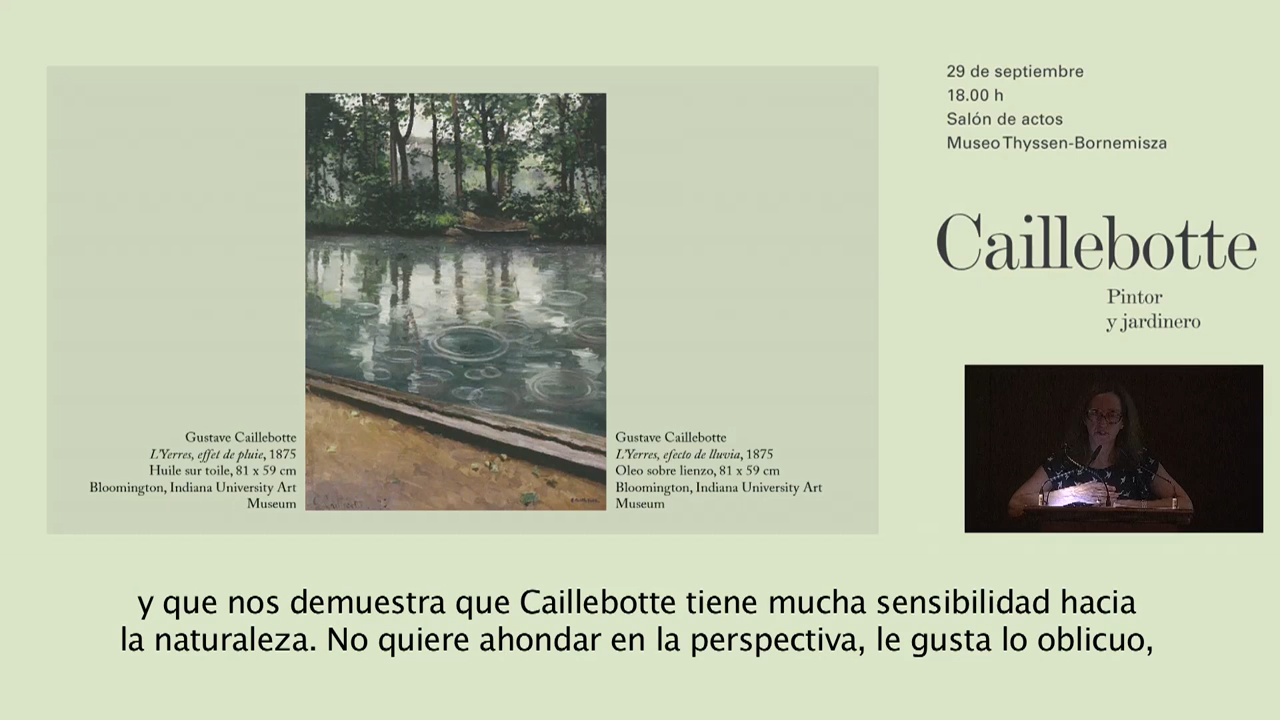 29 de septiembre
18.00 h
Salón de actos
Museo Thyssen-Bornemisza
Caillebotte
Pintor
y jardinero
Gustave Caillebotte
L'Yerres, effet de pluie, 1875
Huile sur toile, 81 x 59 cm
Bloomington, Indiana University Art
Museum
Gustave Caillebotte
L'Yerres, efecto de lluvia, 1875
Oleo sobre lienzo, 81 x 59 cm
Bloomington, Indiana University Art
Museum
y que nos demuestra que Caillebotte tiene mucha sensibilidad hacia
la naturaleza. No quiere ahondar en la perspectiva, le gusta lo oblicuo,